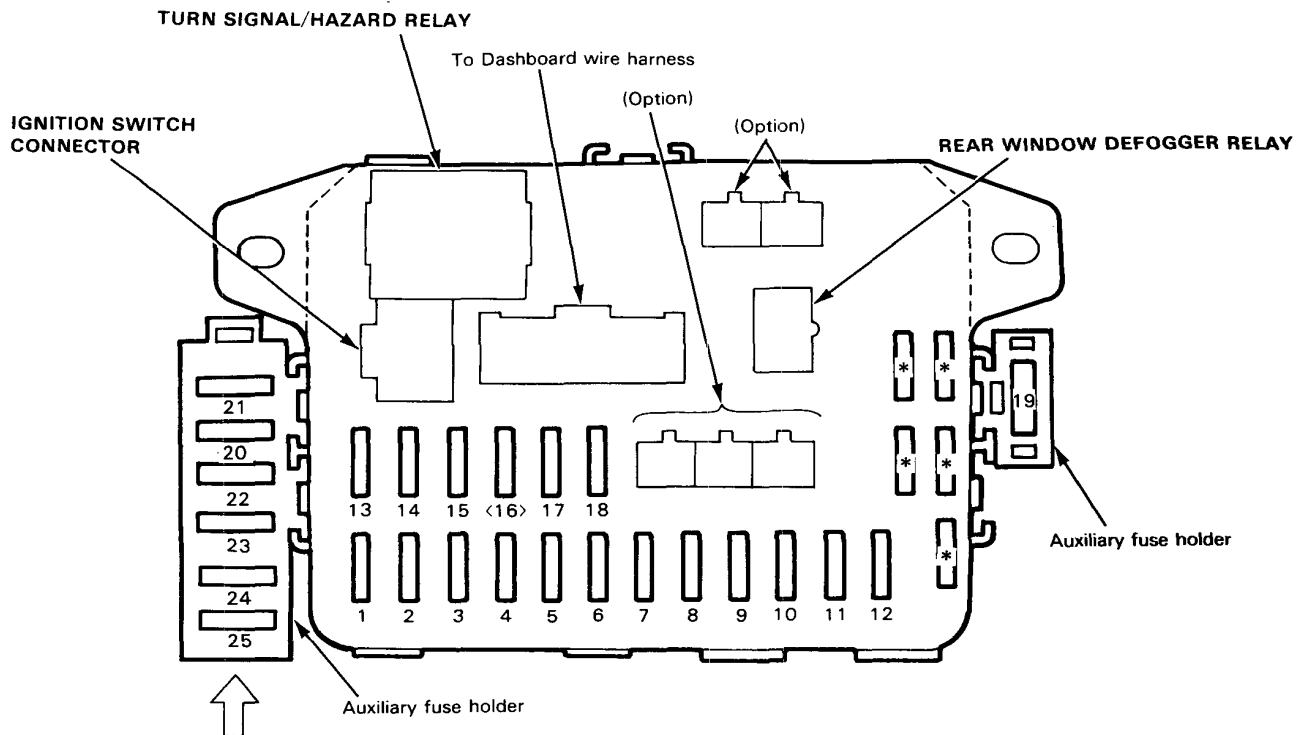 TURN SIGNAL/HAZARD RELAY
To Dashboard wire harness
(Option)
IGNITION SWITCH
CONNECTOR
(Option)
REAR WINDOW DEFOGGER RELAY
* *
21
19
20
* *
22
13 14 15 <16> 17 18
23
Auxiliary fuse holder
*
24
1 2 3 4 5 6 7 8 9 10 11 12
25
Auxiliary fuse holder